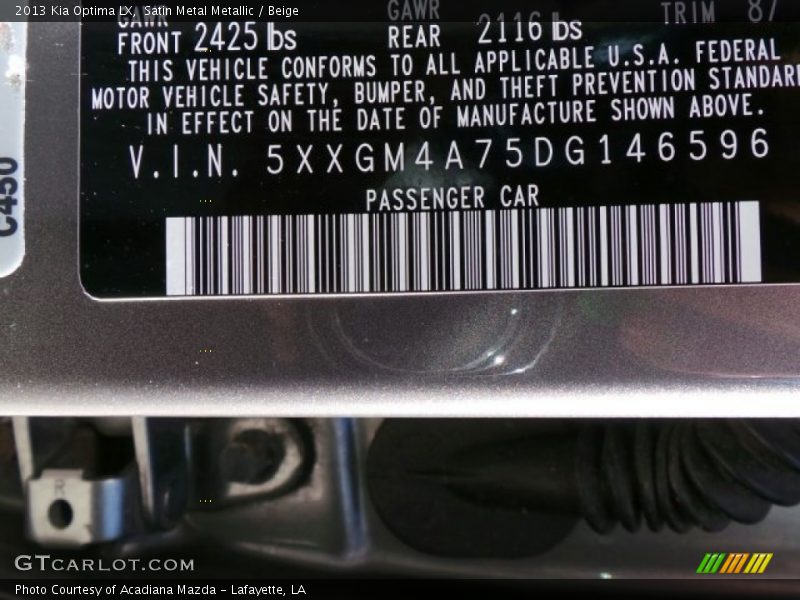 2013 Kia Optima LX, Satin Metal Metallic / Beige
GAWR GAWR TRIM
FRONT 2425 lbs REAR 2116 lbs
THIS VEHICLE CONFORMS TO ALL APPLICABLE U.S.A. FEDERAL
MOTOR VEHICLE SAFETY, BUMPER, AND THEFT PREVENTION STANDAR
IN EFFECT ON THE DATE OF MANUFACTURE SHOWN ABOVE.
V.I.N. 5XXGM4A75DG146596
PASSENGER CAR
C450
R
GTCARLOT.COM
Photo Courtesy of Acadiana Mazda – Lafayette, LA